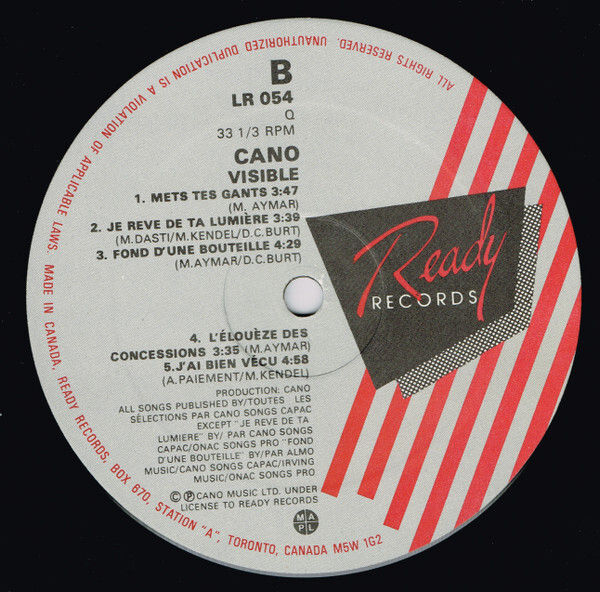 B
LR 054
Q
33 1/3 RPM
CANO
VISIBLE
1. METS TES GANTS 3:47
(M. AYMAR)
2. JE REVE DE TA LUMIÈRE 3:39
(M.DASTI/M.KENDEL/D.C.BURT)
3. FOND D'UNE BOUTEILLE 4:29
(M.AYMAR/D.C.BURT)
Ready
RECORDS
4. L'ÉLOUÈZE DES
CONCESSIONS 3:35 (M.AYMAR)
5.J'AI BIEN VÉCU 4:58
(A.PAIEMENT/M.KENDEL)
PRODUCTION: CANO
ALL SONGS PUBLISHED BY/TOUTES LES
SÉLECTIONS PAR CANO SONGS CAPAC
EXCEPT "JE REVE DE TA
LUMIERE" BY/ PAR CANO SONGS
CAPAC/ONAC SONGS PRO "FOND
D'UNE BOUTEILLE" BY/PAR ALMO
MUSIC/CANO SONGS CAPAC/IRVING
MUSIC/ONAC SONGS PRO
©℗ CANO MUSIC LTD. UNDER
LICENSE TO READY RECORDS
M A
P L
MADE IN CANADA, READY RECORDS, BOX 670, STATION "A", TORONTO, CANADA M5W 1G2
ALL RIGHTS RESERVED. UNAUTHORIZED DUPLICATION IS A VIOLATION OF APPLICABLE LAWS.